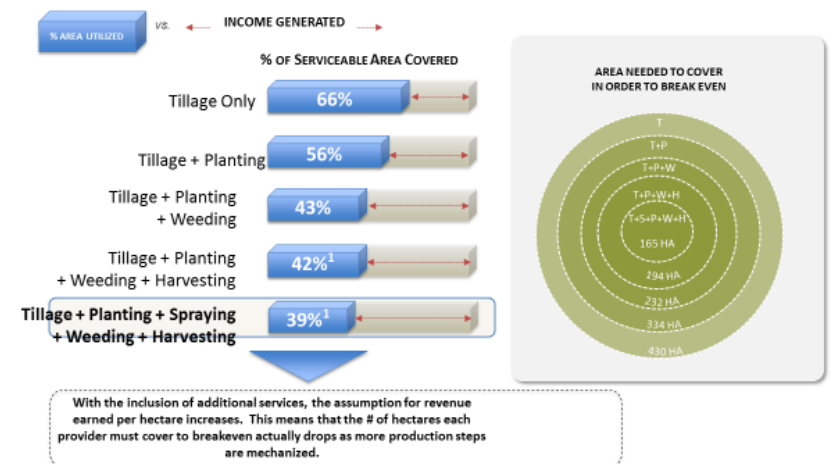 % AREA UTILIZED
vs.
INCOME GENERATED
% OF SERVICEABLE AREA COVERED
Tillage Only
66%
Tillage + Planting
56%
Tillage + Planting
+ Weeding
43%
Tillage + Planting
+ Weeding + Harvesting
42%1
Tillage + Planting + Spraying
+ Weeding + Harvesting
39%1
With the inclusion of additional services, the assumption for revenue
earned per hectare increases. This means that the # of hectares each
provider must cover to breakeven actually drops as more production steps
are mechanized.
AREA NEEDED TO COVER
IN ORDER TO BREAK EVEN
T
T+P
T+P+W
T+P+W+H
T+S+P+W+H
165 HA
194 HA
232 HA
334 HA
430 HA